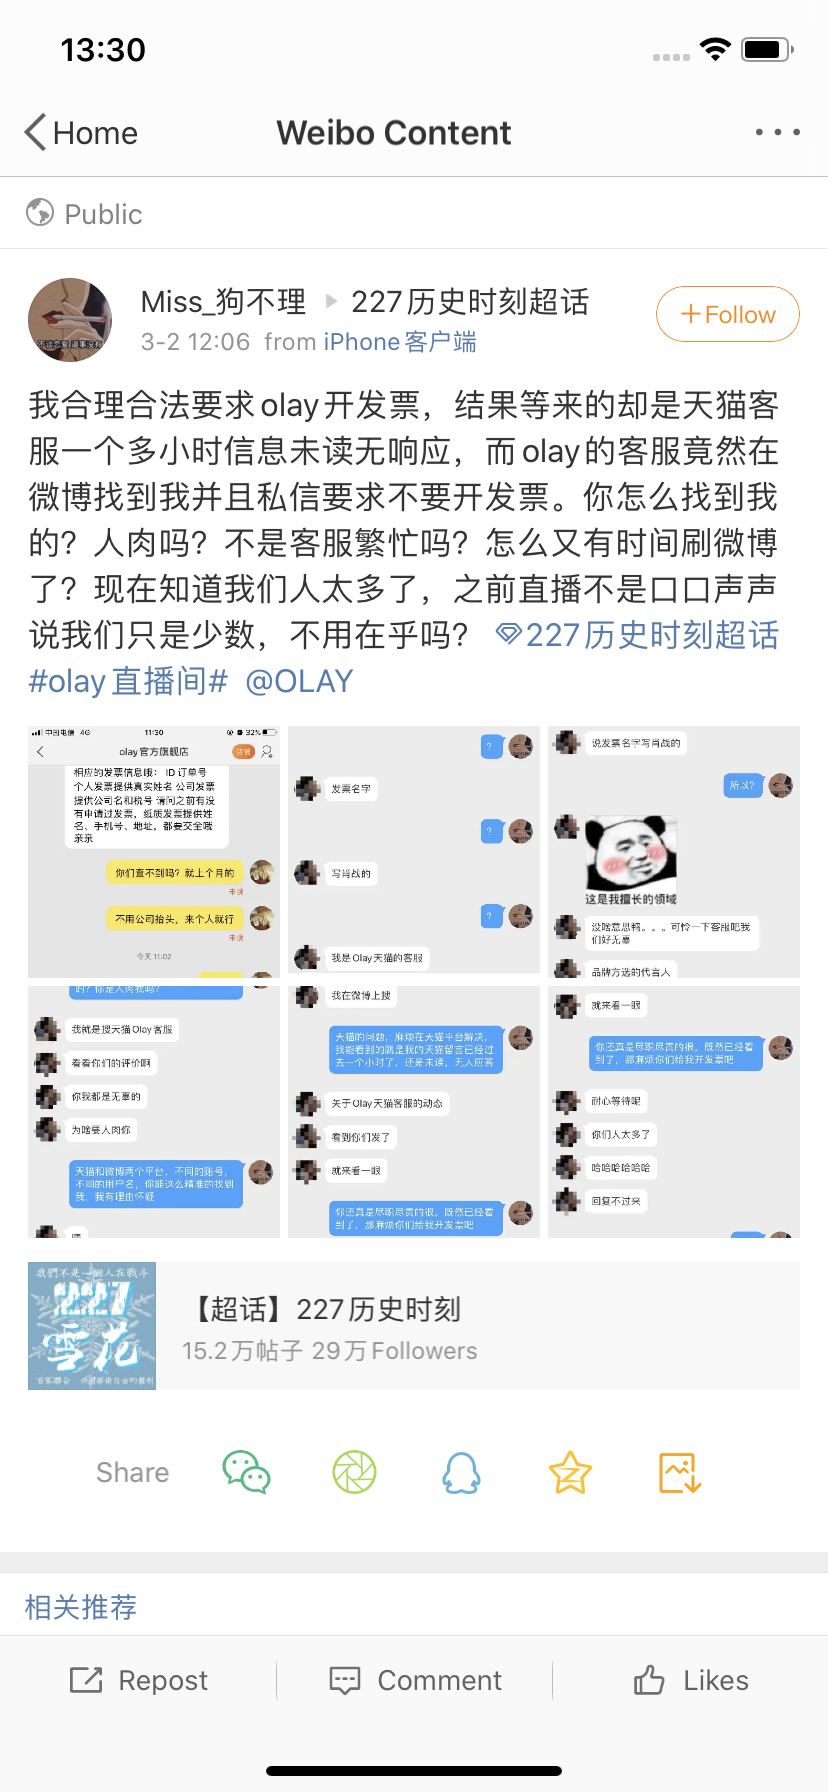 13:30
Home
Weibo Content
Public
Miss_狗不理
227历史时刻超话
+Follow
3-2 12:06 from iPhone客户端
我合理合法要求olay开发票，结果等来的却是天猫客
服一个多小时信息未读无响应，而olay的客服竟然在
微博找到我并且私信要求不要开发票。你怎么找到我
的？人肉吗？不是客服繁忙吗？怎么又有时间刷微博
了？现在知道我们人太多了，之前直播不是口口声声
说我们只是少数，不用在乎吗？ 227历史时刻超话
#olay直播间# @OLAY
中国电信 4G
11:30
32%
olay官方旗舰店
店铺
相应的发票信息哦： ID订单号
个人发票提供真实姓名 公司发票
提供公司名和税号 请问之前有没
有申请过发票，纸质发票提供姓
名、手机号、地址，都要交全哦
亲亲
你们查不到吗？就上个月的
未读
不用公司抬头，来个人就行
未读
今天 11:02
？
发票名字
？
写肖战的
？
我是Olay天猫的客服
说发票名字写肖战的
所以？
这是我擅长的领域
没啥意思鸭。。。可怜一下客服吧我
们好无辜
品牌方选的代言人
的？你是人肉我吗？
我就是搜天猫Olay客服
看看你们的评价啊
你我都是无辜的
为啥要人肉你
天猫和微博两个平台，不同的账号，
不同的用户名，你能这么精准的找到
我，我有理由怀疑
我在微博上搜
天猫的问题，麻烦在天猫平台解决，
我能看到的就是我的天猫留言已经过
去一个小时了，还是未读，无人应答
关于Olay天猫客服的动态
看到你们发了
就来看一眼
你还真是尽职尽责的很，既然已经看
到了，那麻烦你们给我开发票吧
就来看一眼
你还真是尽职尽责的很，既然已经看
到了，那麻烦你们给我开发票吧
耐心等待呢
你们人太多了
哈哈哈哈哈哈
回复不过来
我們不是一個人在戰斗
227
雪花
【超话】227历史时刻
15.2万帖子 29万Followers
Share
相关推荐
Repost
Comment
Likes